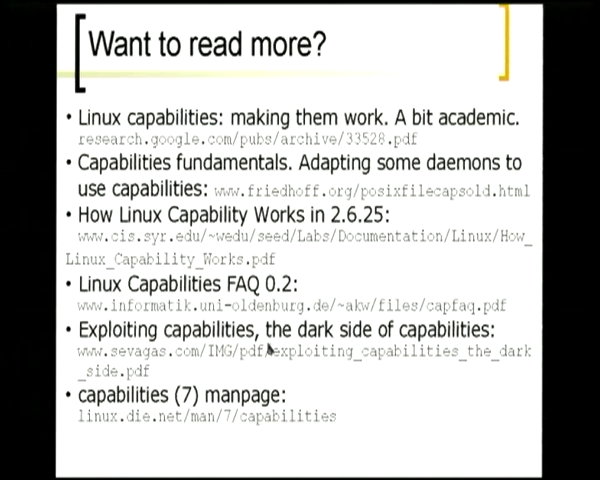 Want to read more?
• Linux capabilities: making them work. A bit academic.
research.google.com/pubs/archive/33528.pdf
• Capabilities fundamentals. Adapting some daemons to
use capabilities: www.friedhoff.org/posixfilecapsold.html
• How Linux Capability Works in 2.6.25:
www.cis.syr.edu/~wedu/seed/Labs/Documentation/Linux/How_
Linux_Capability_Works.pdf
• Linux Capabilities FAQ 0.2:
www.informatik.uni-oldenburg.de/~akw/files/capfaq.pdf
• Exploiting capabilities, the dark side of capabilities:
www.sevagas.com/IMG/pdf/exploiting_capabilities_the_dark
_side.pdf
• capabilities (7) manpage:
linux.die.net/man/7/capabilities